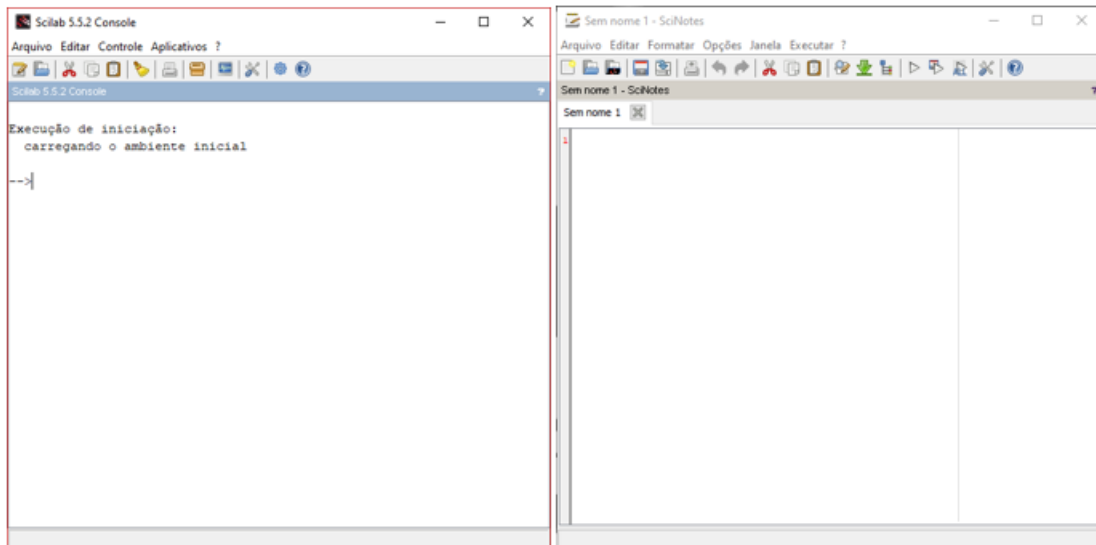 Scilab 5.5.2 Console
Arquivo Editar Controle Aplicativos ?
Scilab 5.5.2 Console ?
Execução de iniciação:
carregando o ambiente inicial
-->
Sem nome 1 - SciNotes
Arquivo Editar Formatar Opções Janela Executar ?
Sem nome 1 - SciNotes ?
Sem nome 1
1